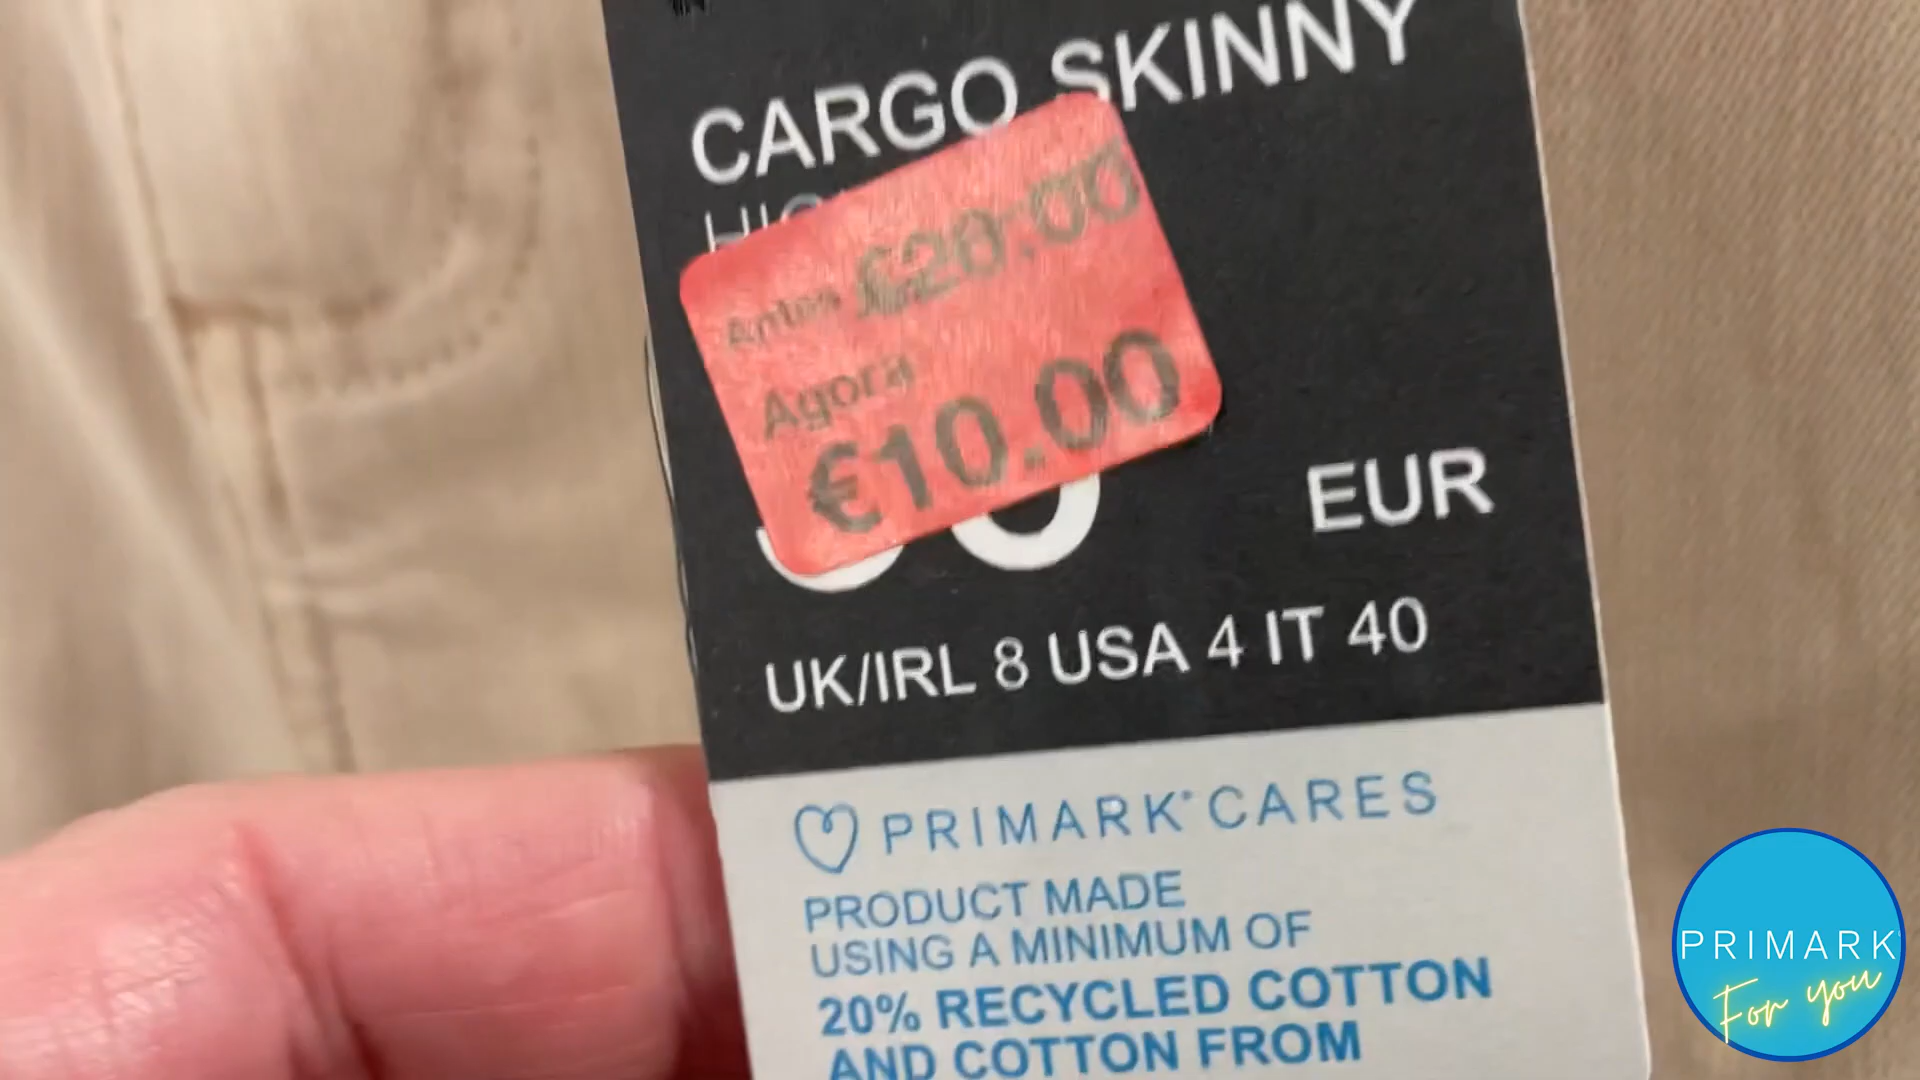 CARGO SKINNY
Antes €20.00
Agora
€10.00
EUR
UK/IRL 8 USA 4 IT 40
PRIMARK CARES
PRODUCT MADE
USING A MINIMUM OF
20% RECYCLED COTTON
AND COTTON FROM
PRIMARK
For you